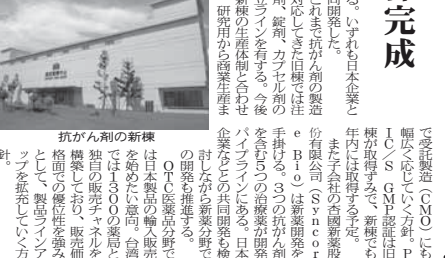 完成
る。いずれも日本企業と
同開発した。
これまで抗がん剤の製造
対応してきた旧棟では注
剤、錠剤、カプセル剤の
立ラインを有する。今後
新棟の生産体制と合わせ
研究用から商業生産ま
抗がん剤の新棟
で受託製造（CMO）にも
幅広く応じていく方針。P
IC／S GMP認証は旧
棟が取得ずみで、新棟でも
年内には取得する予定。
また子会社の杏國新薬股
份有限公司（Syncor
e Bio）は新薬開発を
手掛ける。3つの抗がん剤
を含む5つの治療薬が開発
パイプラインにある。日本
企業などとの共同開発も検
討しながら新薬分野で
の開発も推進する。
OTC医薬品分野で
は日本製品の輸入販売
を始めたい意向。台湾
では1300の薬局と
独自の販売チャネルを
構築しており、販売価
格面での優位性を強み
として、製品ラインア
ップを拡充していく方
針。